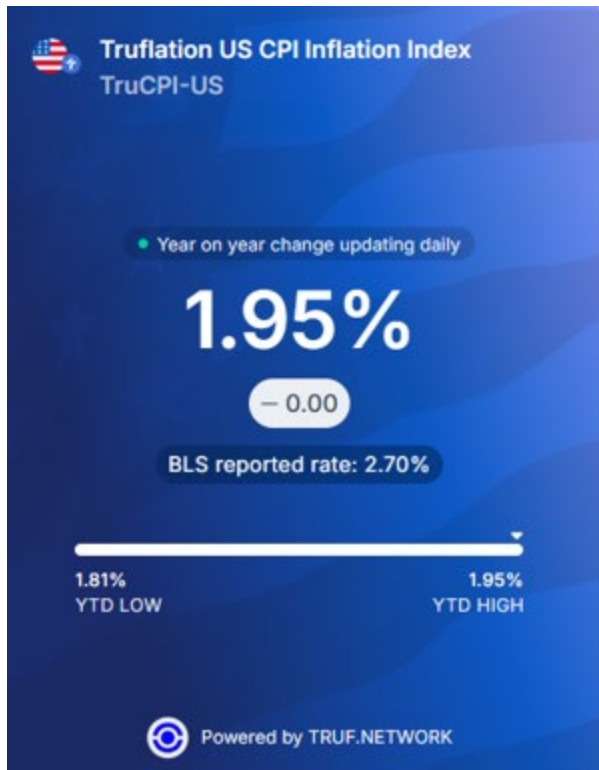 Truflation US CPI Inflation Index
TruCPI-US
Year on year change updating daily
1.95%
— 0.00
BLS reported rate: 2.70%
1.81% 1.95%
YTD LOW YTD HIGH
Powered by TRUF.NETWORK